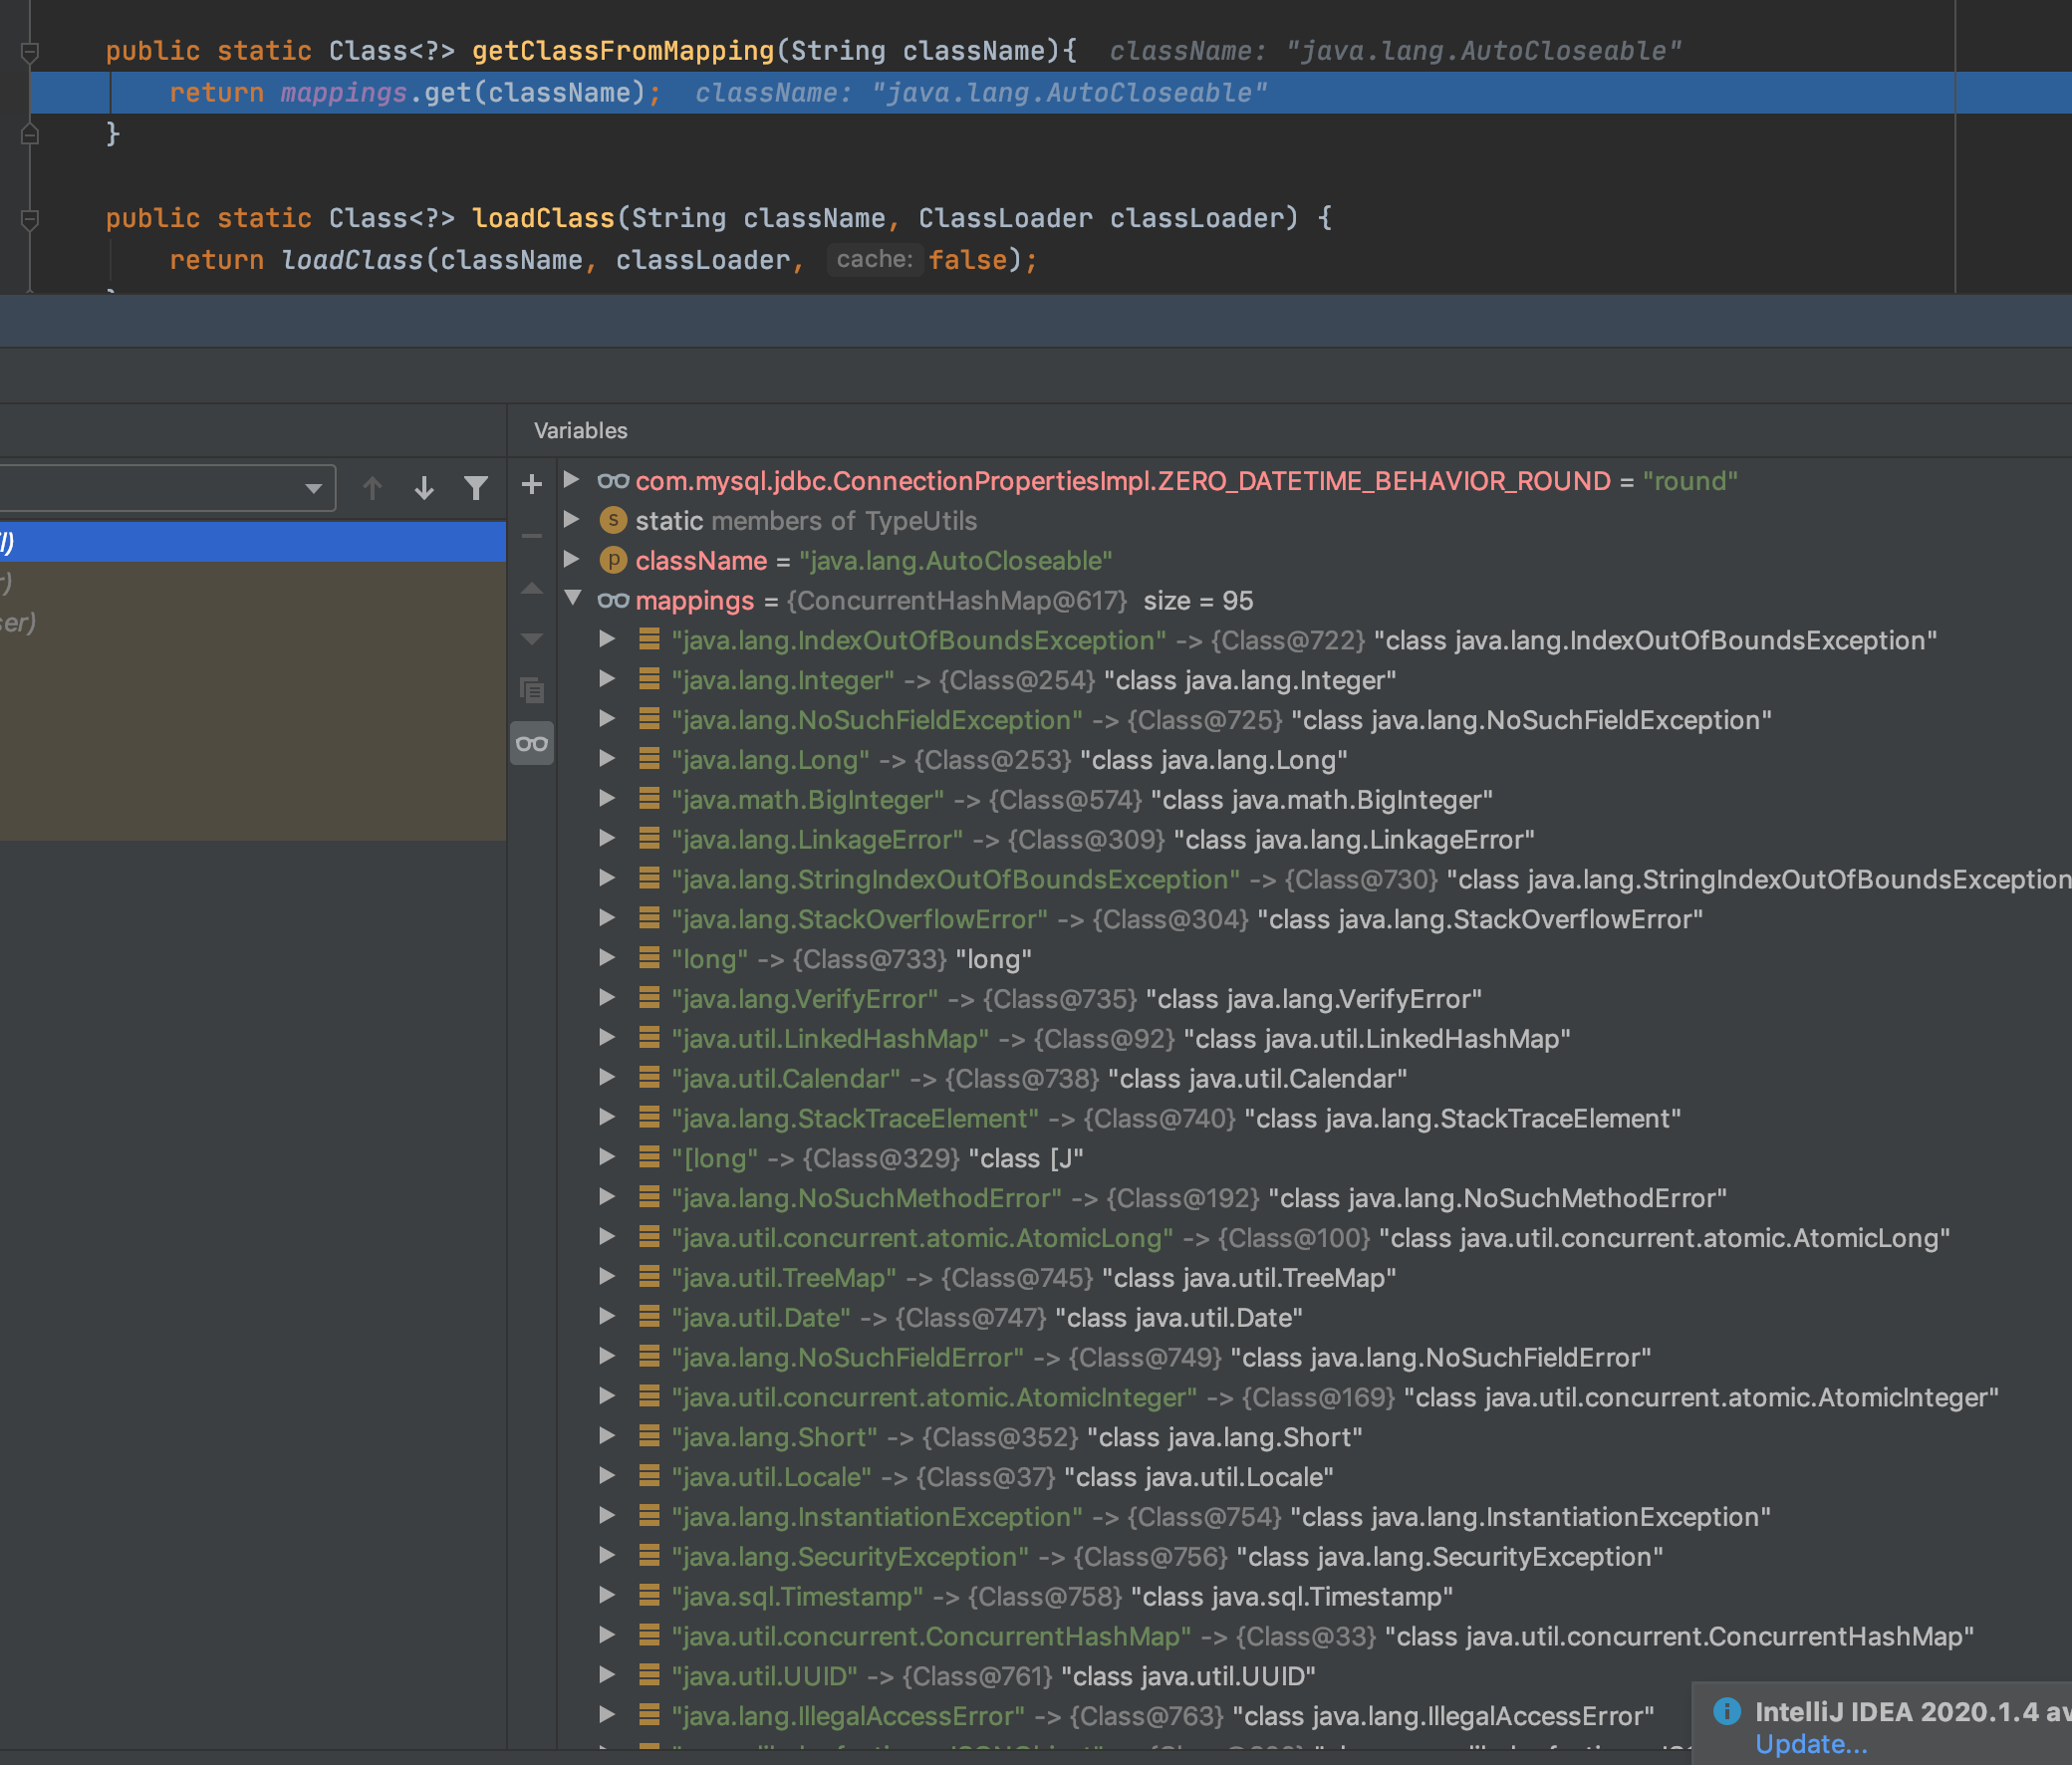 public static Class<?> getClassFromMapping(String className){ className: "java.lang.AutoCloseable"
return mappings.get(className); className: "java.lang.AutoCloseable"
}
public static Class<?> loadClass(String className, ClassLoader classLoader) {
return loadClass(className, classLoader, cache: false);
Variables
com.mysql.jdbc.ConnectionPropertiesImpl.ZERO_DATETIME_BEHAVIOR_ROUND = "round"
s static members of TypeUtils
p className = "java.lang.AutoCloseable"
mappings = {ConcurrentHashMap@617} size = 95
"java.lang.IndexOutOfBoundsException" -> {Class@722} "class java.lang.IndexOutOfBoundsException"
"java.lang.Integer" -> {Class@254} "class java.lang.Integer"
"java.lang.NoSuchFieldException" -> {Class@725} "class java.lang.NoSuchFieldException"
"java.lang.Long" -> {Class@253} "class java.lang.Long"
"java.math.BigInteger" -> {Class@574} "class java.math.BigInteger"
"java.lang.LinkageError" -> {Class@309} "class java.lang.LinkageError"
"java.lang.StringIndexOutOfBoundsException" -> {Class@730} "class java.lang.StringIndexOutOfBoundsException
"java.lang.StackOverflowError" -> {Class@304} "class java.lang.StackOverflowError"
"long" -> {Class@733} "long"
"java.lang.VerifyError" -> {Class@735} "class java.lang.VerifyError"
"java.util.LinkedHashMap" -> {Class@92} "class java.util.LinkedHashMap"
"java.util.Calendar" -> {Class@738} "class java.util.Calendar"
"java.lang.StackTraceElement" -> {Class@740} "class java.lang.StackTraceElement"
"[long" -> {Class@329} "class [J"
"java.lang.NoSuchMethodError" -> {Class@192} "class java.lang.NoSuchMethodError"
"java.util.concurrent.atomic.AtomicLong" -> {Class@100} "class java.util.concurrent.atomic.AtomicLong"
"java.util.TreeMap" -> {Class@745} "class java.util.TreeMap"
"java.util.Date" -> {Class@747} "class java.util.Date"
"java.lang.NoSuchFieldError" -> {Class@749} "class java.lang.NoSuchFieldError"
"java.util.concurrent.atomic.AtomicInteger" -> {Class@169} "class java.util.concurrent.atomic.AtomicInteger"
"java.lang.Short" -> {Class@352} "class java.lang.Short"
"java.util.Locale" -> {Class@37} "class java.util.Locale"
"java.lang.InstantiationException" -> {Class@754} "class java.lang.InstantiationException"
"java.lang.SecurityException" -> {Class@756} "class java.lang.SecurityException"
"java.sql.Timestamp" -> {Class@758} "class java.sql.Timestamp"
"java.util.concurrent.ConcurrentHashMap" -> {Class@33} "class java.util.concurrent.ConcurrentHashMap"
"java.util.UUID" -> {Class@761} "class java.util.UUID"
"java.lang.IllegalAccessError" -> {Class@763} "class java.lang.IllegalAccessError"
IntelliJ IDEA 2020.1.4 av
Update...